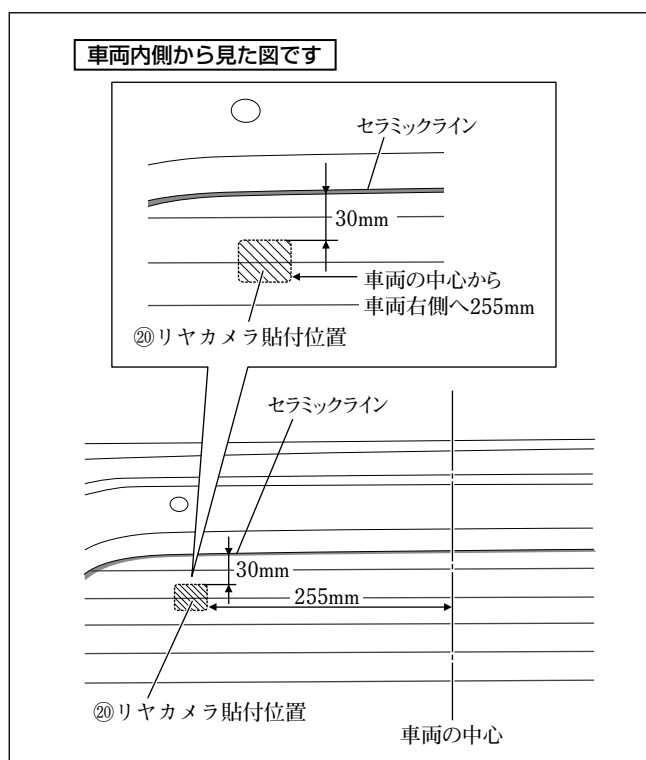 車両内側から見た図です
セラミックライン
30mm
車両の中心から
車両右側へ255mm
⑳リヤカメラ貼付位置
セラミックライン
30mm
255mm
⑳リヤカメラ貼付位置
車両の中心